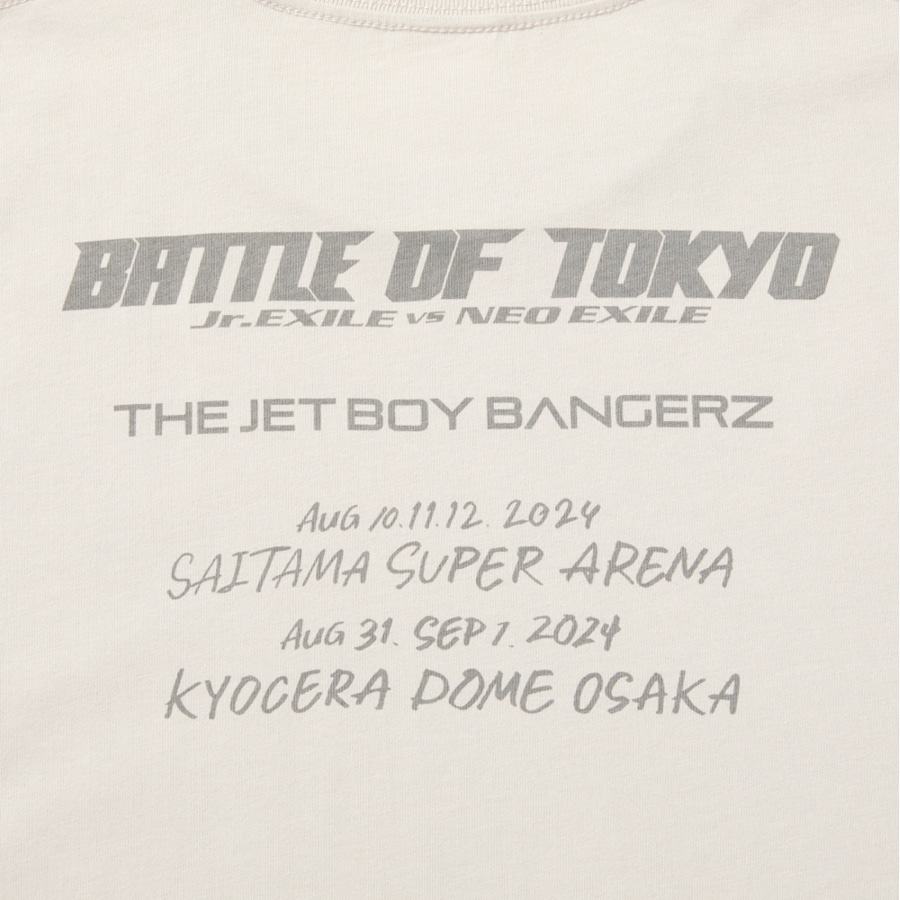 BATTLE OF TOKYO
Jr.EXILE vs NEO EXILE
THE JET BOY BANGERZ
AUG 10.11.12. 2024
SAITAMA SUPER ARENA
AUG 31. SEP 1. 2024
KYOCERA DOME OSAKA